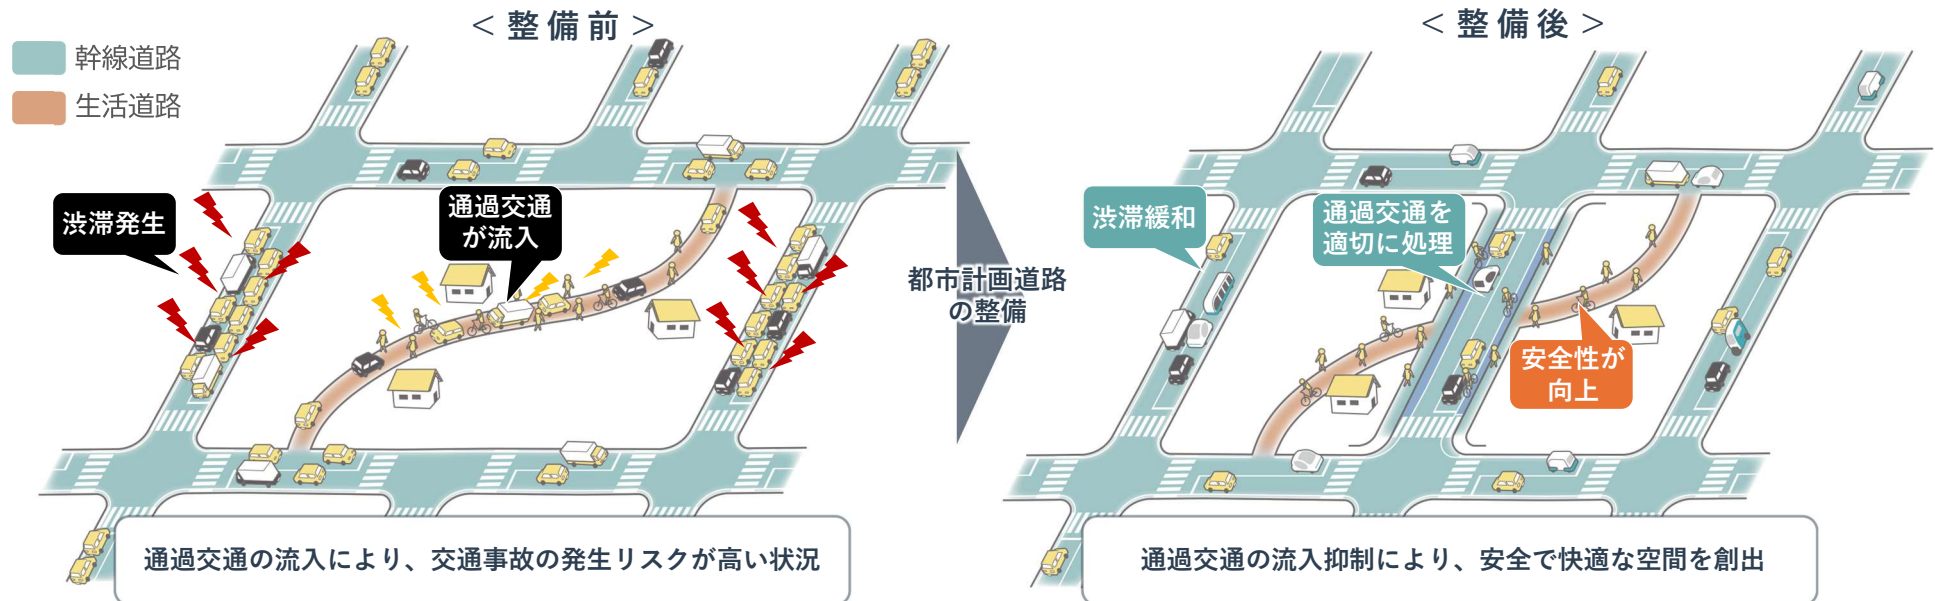 ＜整備前＞
幹線道路
生活道路
渋滞発生
通過交通
が流入
通過交通の流入により、交通事故の発生リスクが高い状況
都市計画道路
の整備
＜整備後＞
渋滞緩和
通過交通を
適切に処理
安全性が
向上
通過交通の流入抑制により、安全で快適な空間を創出